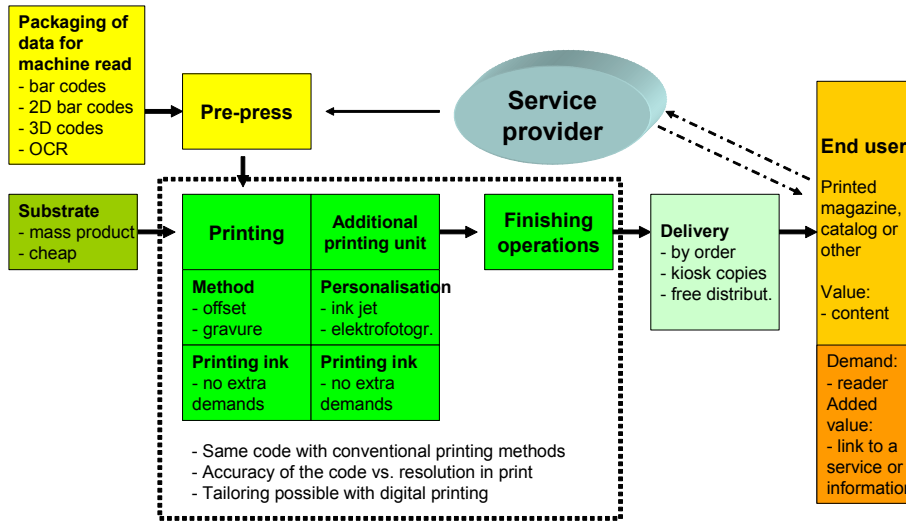 Packaging of
data for
machine read
- bar codes
- 2D bar codes
- 3D codes
- OCR
Pre-press
Service
provider
End user
Printed
magazine,
catalog or
other
Value:
- content
Demand:
- reader
Added
value:
- link to a
service or
information
Substrate
- mass product
- cheap
Printing
Additional
printing unit
Finishing
operations
Delivery
- by order
- kiosk copies
- free distribut.
Method
- offset
- gravure
Personalisation
- ink jet
- elektrofotogr.
Printing ink
- no extra
demands
Printing ink
- no extra
demands
- Same code with conventional printing methods
- Accuracy of the code vs. resolution in print
- Tailoring possible with digital printing